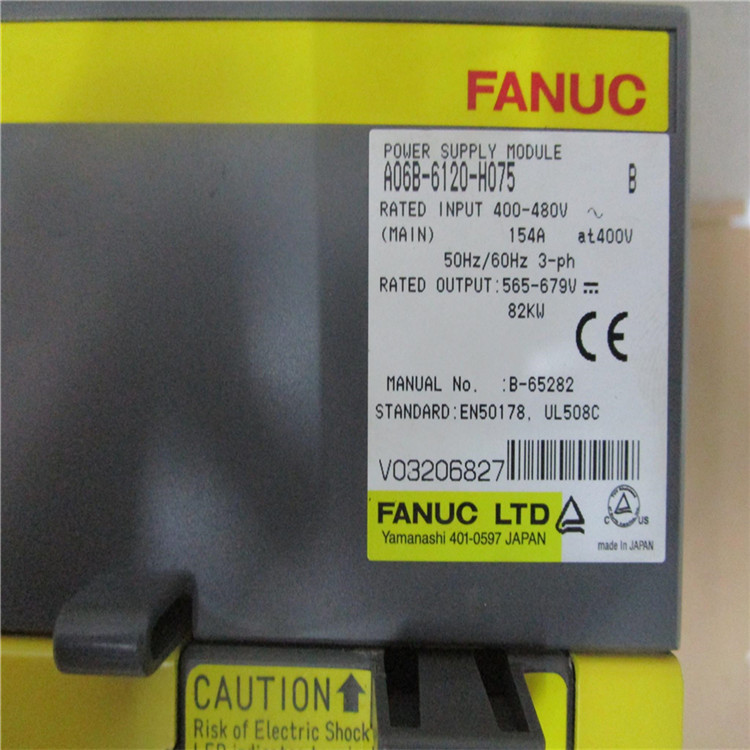 FANUC
POWER SUPPLY MODULE
A06B-6120-H075 B
RATED INPUT 400-480V ~
(MAIN) 154A at400V
50Hz/60Hz 3-ph
RATED OUTPUT:565-679V ⎓
82KW
CE
MANUAL No. :B-65282
STANDARD:EN50178, UL508C
V03206827
FANUC LTD
Yamanashi 401-0597 JAPAN
C US
made in JAPAN
CAUTION
Risk of Electric Shock